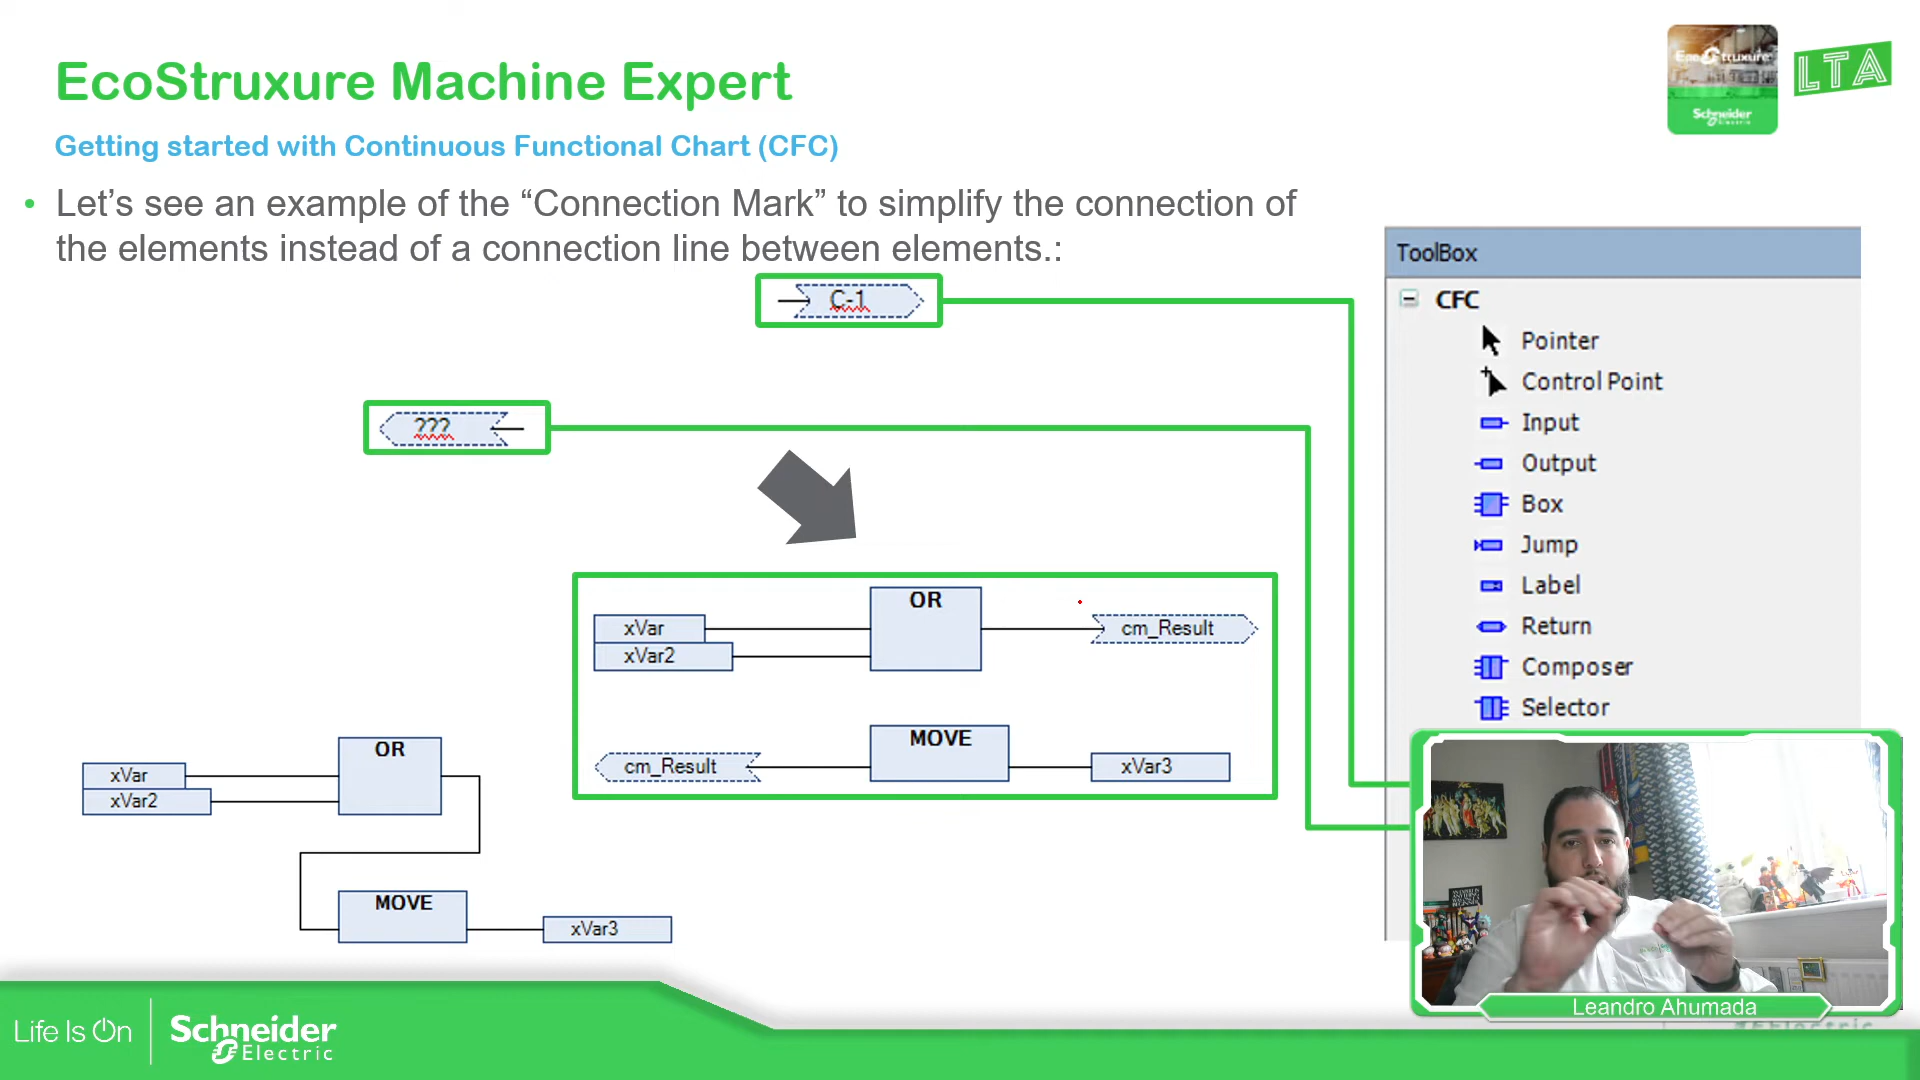 EcoStruxure Machine Expert
EcoStruxure
Schneider
Electric
LTA
Getting started with Continuous Functional Chart (CFC)
• Let’s see an example of the “Connection Mark” to simplify the connection of
the elements instead of a connection line between elements.:
C-1
???
ToolBox
CFC
Pointer
Control Point
Input
Output
Box
Jump
Label
Return
Composer
Selector
OR
xVar
xVar2
cm_Result
MOVE
cm_Result
xVar3
OR
xVar
xVar2
MOVE
xVar3
Leandro Ahumada
Life Is On
Schneider
Electric